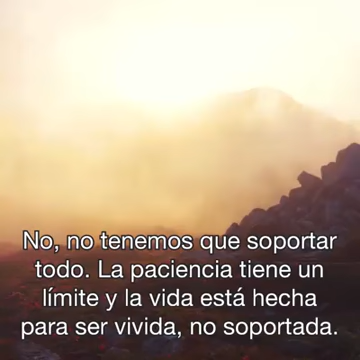 No, no tenemos que soportar
todo. La paciencia tiene un
límite y la vida está hecha
para ser vivida, no soportada.